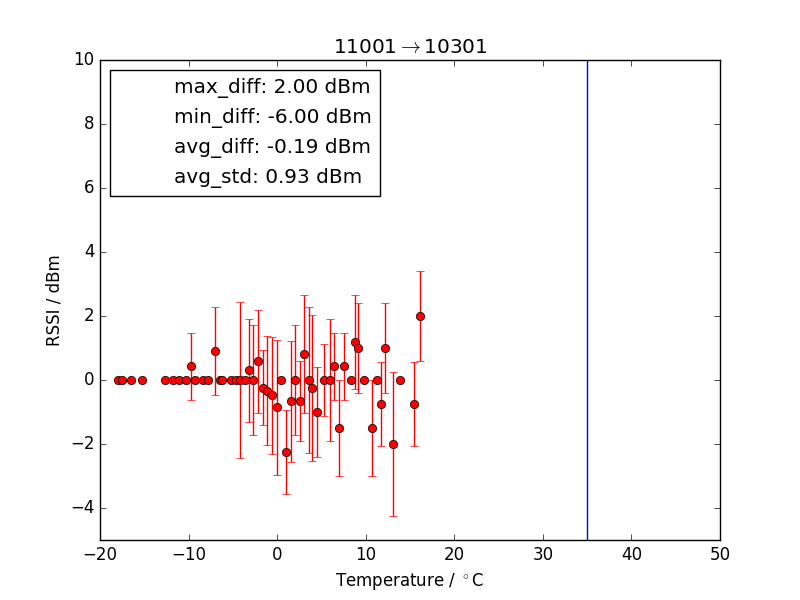 11001→10301
max_diff: 2.00 dBm
min_diff: -6.00 dBm
avg_diff: -0.19 dBm
avg_std: 0.93 dBm
10
8
6
4
2
0
−2
−4
RSSI / dBm
−20 −10 0 10 20 30 40 50
Temperature / °C